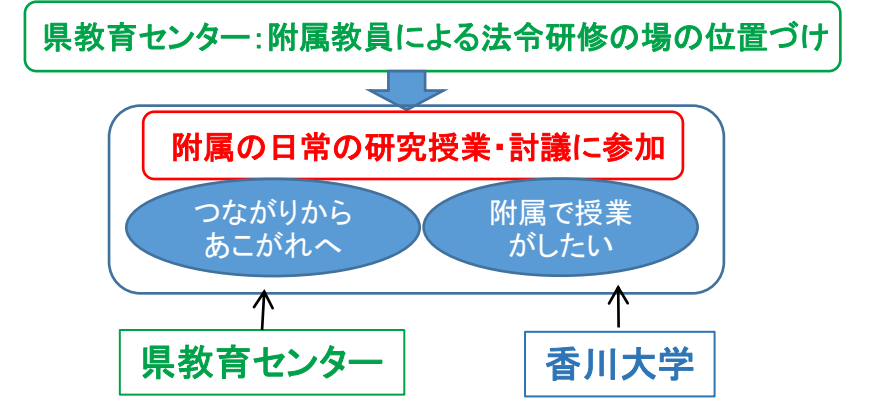 県教育センター：附属教員による法令研修の場の位置づけ
附属の日常の研究授業・討議に参加
つながりから
あこがれへ
附属で授業
がしたい
県教育センター
香川大学